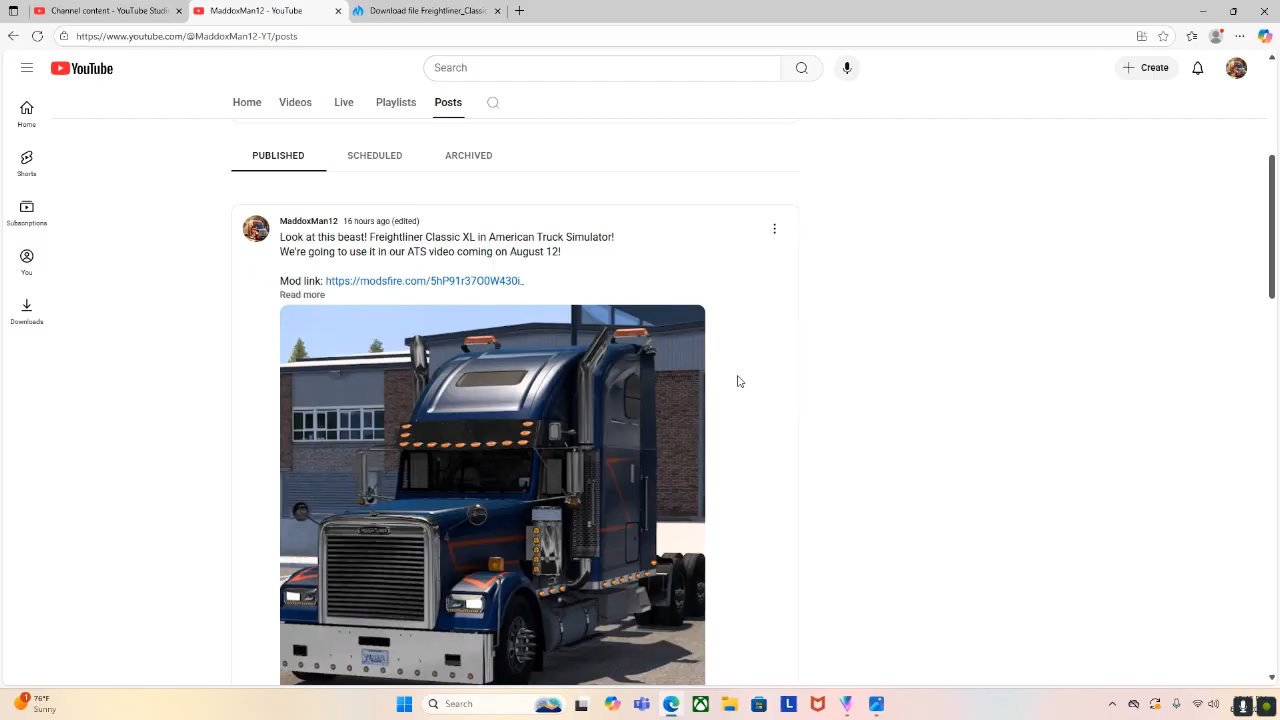 Channel content - YouTube Studio
MaddoxMan12 - YouTube
Download file Freightliner_Classic
https://www.youtube.com/@MaddoxMan12-YT/posts
YouTube
Search
Create
Home
Videos
Live
Playlists
Posts
Home
Shorts
Subscriptions
You
Downloads
PUBLISHED
SCHEDULED
ARCHIVED
MaddoxMan12 16 hours ago (edited)
Look at this beast! Freightliner Classic XL in American Truck Simulator!
We're going to use it in our ATS video coming on August 12!
Mod link: https://modsfire.com/5hP91r37O0W430i_
Read more
1
76°F
Sunny
Search